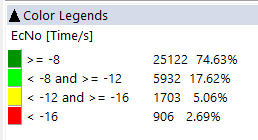 Color Legends
EcNo [Time/s]
>= -8 25122 74.63%
< -8 and >= -12 5932 17.62%
< -12 and >= -16 1703 5.06%
< -16 906 2.69%